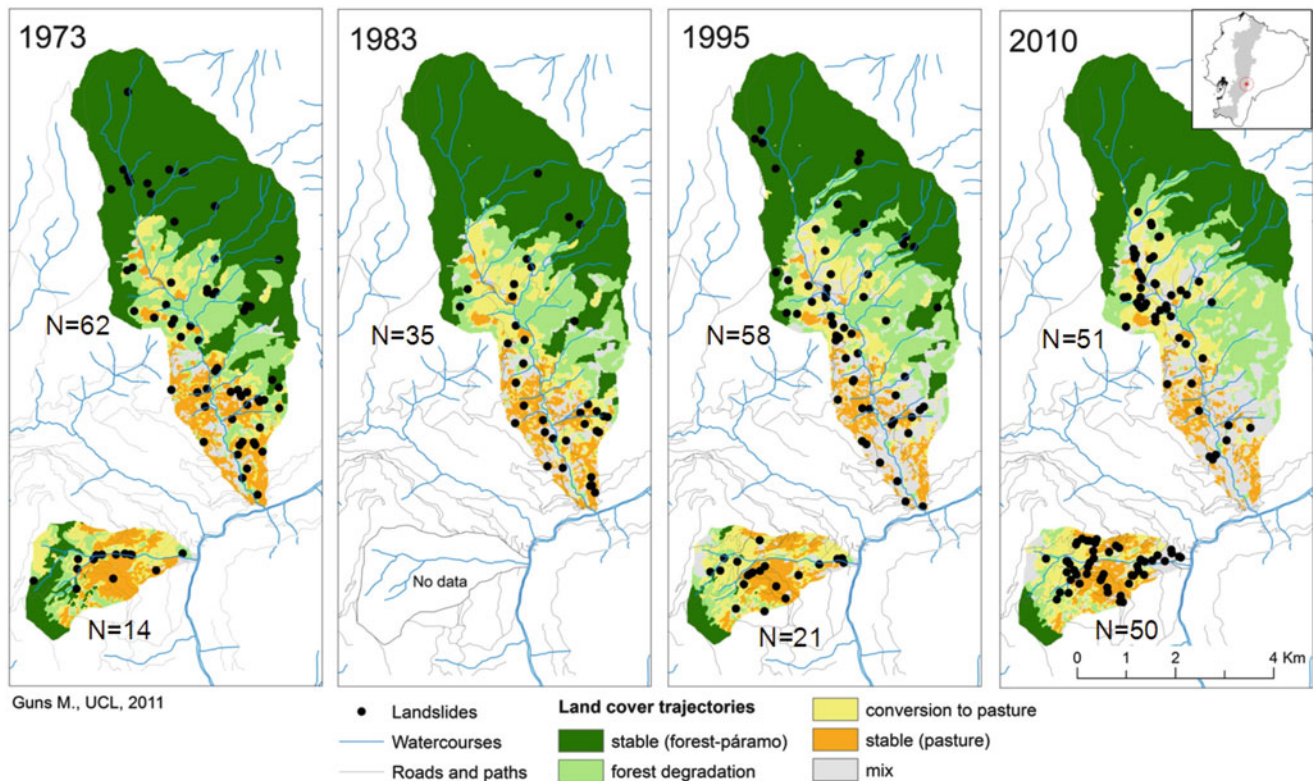 1973
1983
1995
2010
N=62
N=35
N=58
N=51
No data
N=14
N=21
N=50
0 1 2 4 Km
Guns M., UCL, 2011
Landslides
Watercourses
Roads and paths
Land cover trajectories
stable (forest-páramo)
forest degradation
conversion to pasture
stable (pasture)
mix